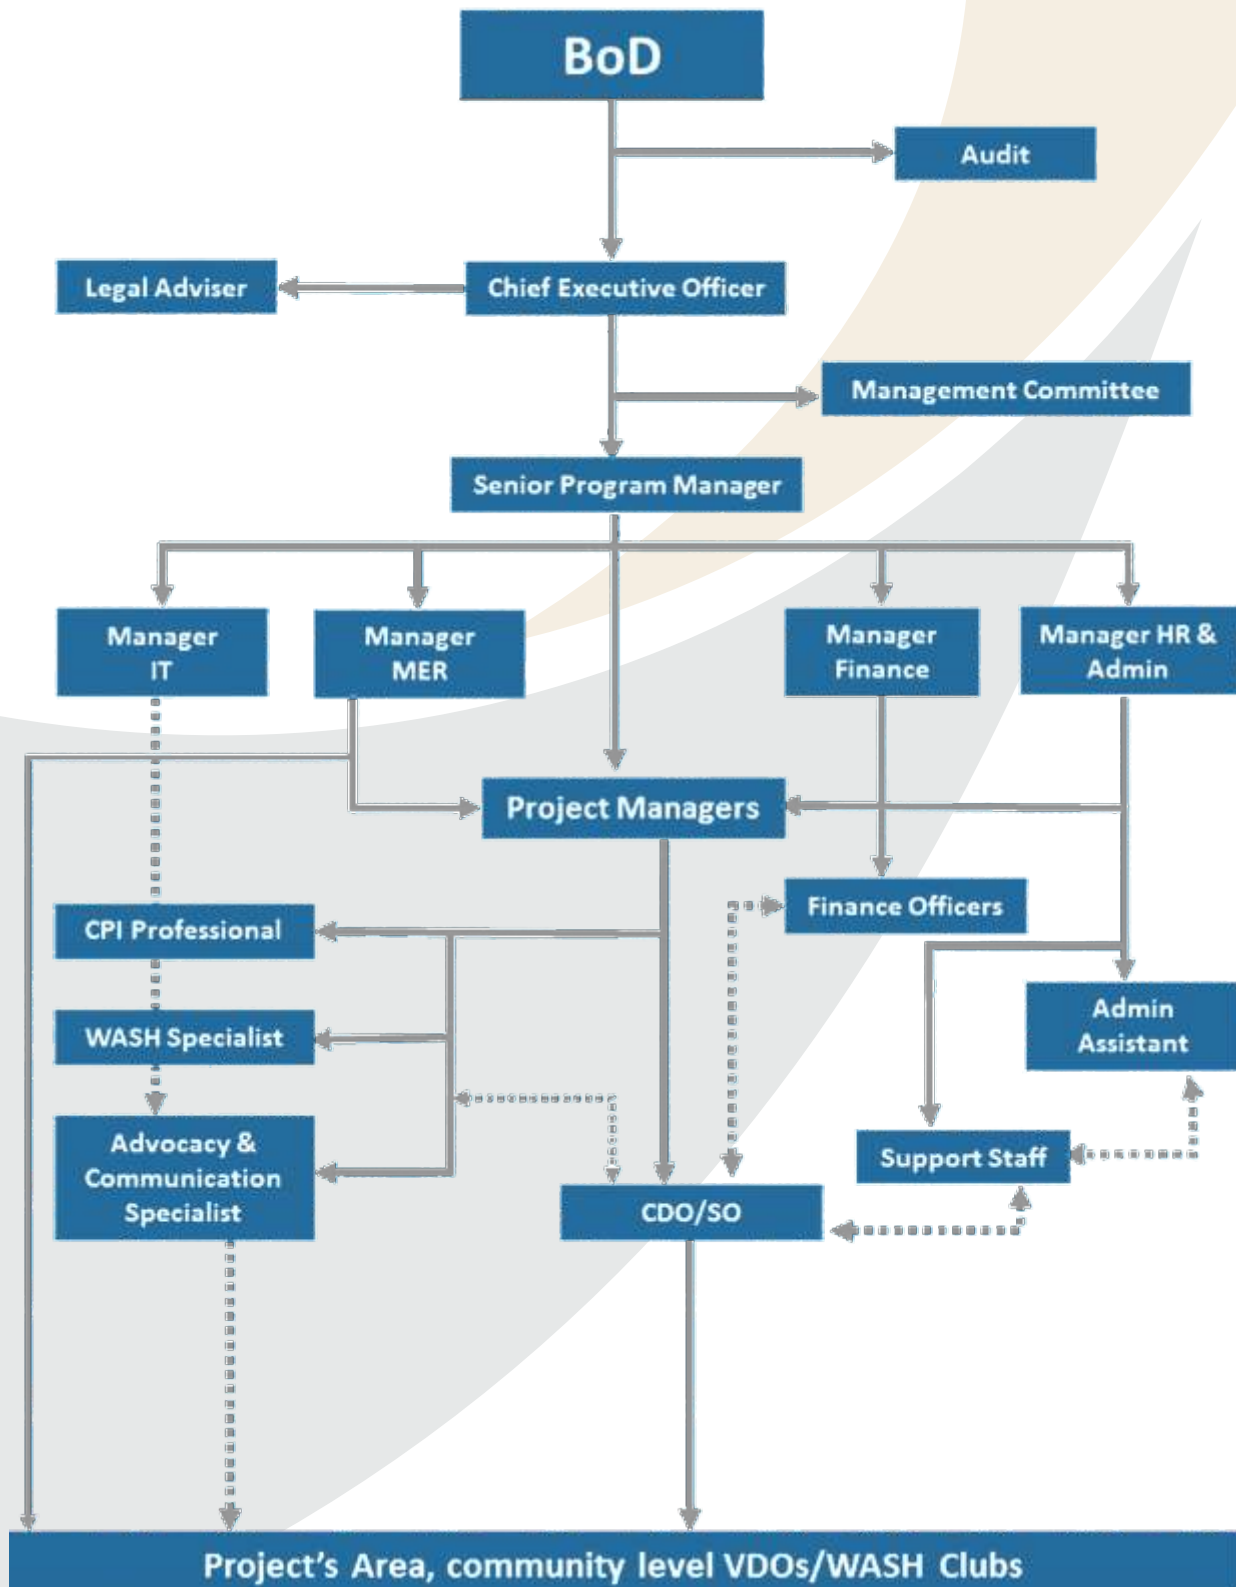 BoD
Audit
Legal Adviser
Chief Executive Officer
Management Committee
Senior Program Manager
Manager
IT
Manager
MER
Manager
Finance
Manager HR &
Admin
Project Managers
Finance Officers
CPI Professional
Admin
Assistant
WASH Specialist
Advocacy &
Communication
Specialist
Support Staff
CDO/SO
Project's Area, community level VDOs/WASH Clubs